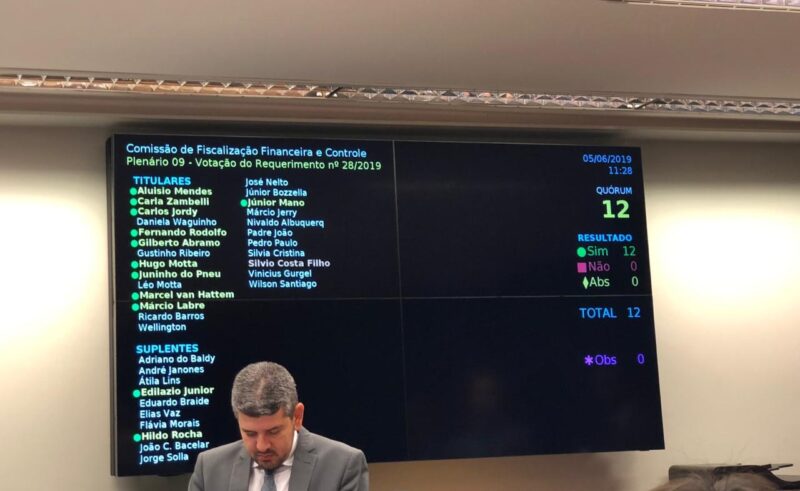 Comissão de Fiscalização Financeira e Controle
Plenário 09 - Votação do Requerimento nº 28/2019
TITULARES
Aluisio Mendes
Carla Zambelli
Carlos Jordy
Daniela Waguinho
Fernando Rodolfo
Gilberto Abramo
Gustinho Ribeiro
Hugo Motta
Juninho do Pneu
Léo Motta
Marcel van Hattem
Márcio Labre
Ricardo Barros
Wellington
SUPLENTES
Adriano do Baldy
André Janones
Átila Lins
Edilazio Junior
Eduardo Braide
Elias Vaz
Flávia Morais
Hildo Rocha
João C. Bacelar
Jorge Solla
José Nelto
Júnior Bozzella
Júnior Mano
Márcio Jerry
Nivaldo Albuquerq
Padre João
Pedro Paulo
Silvia Cristina
Silvio Costa Filho
Vinicius Gurgel
Wilson Santiago
05/06/2019
11:28
QUÓRUM
12
RESULTADO
Sim 12
Não 0
Abs 0
TOTAL 12
Obs 0